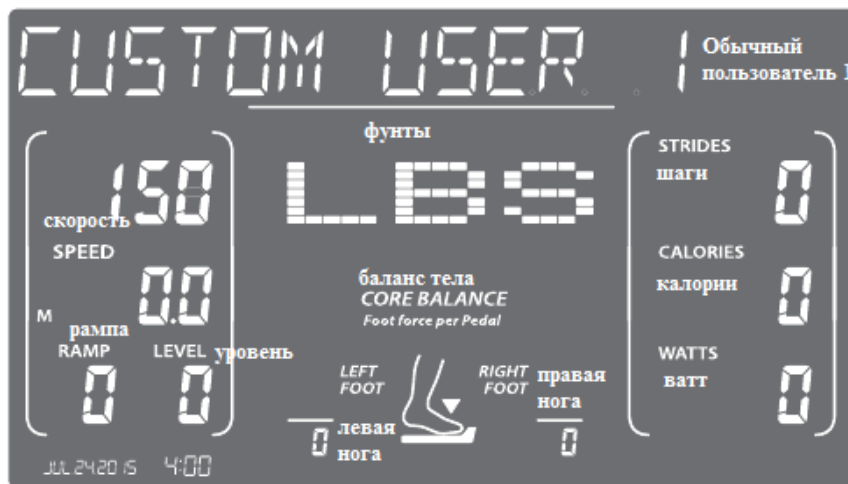 CUSTOM USER 1
Обычный
пользователь 1
фунты
LBS
150
скорость
SPEED
0.0
M
рампа
RAMP
LEVEL уровень
0
0
JUL 24 2015 4:00
баланс тела
CORE BALANCE
Foot force per Pedal
LEFT
FOOT
RIGHT
FOOT
правая
нога
0
левая
нога
0
STRIDES
шаги
0
CALORIES
калории
0
WATTS
ватт
0